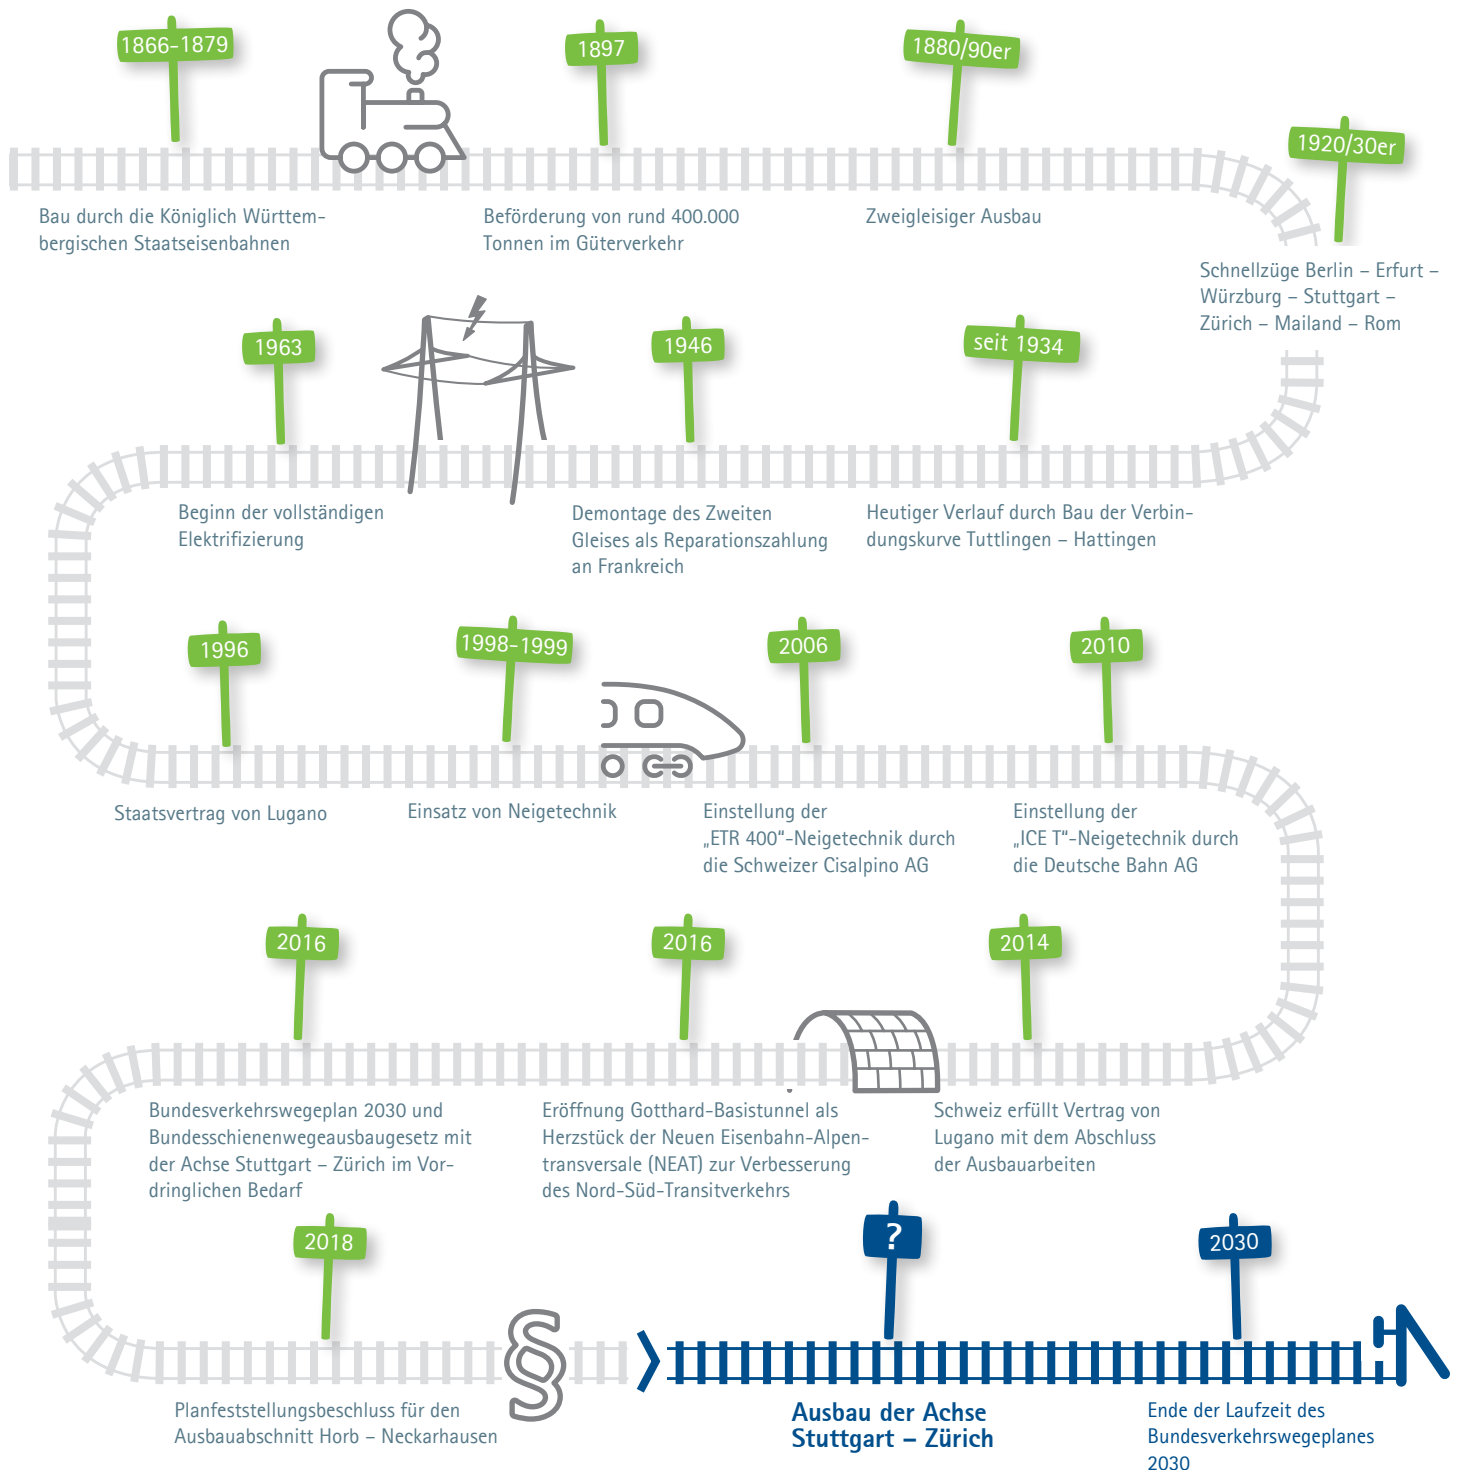 1866-1879
Bau durch die Königlich Württem-
bergischen Staatseisenbahnen
1897
Beförderung von rund 400.000
Tonnen im Güterverkehr
1880/90er
Zweigleisiger Ausbau
1920/30er
Schnellzüge Berlin – Erfurt –
Würzburg – Stuttgart –
Zürich – Mailand – Rom
seit 1934
Heutiger Verlauf durch Bau der Verbin-
dungskurve Tuttlingen – Hattingen
1946
Demontage des Zweiten
Gleises als Reparationszahlung
an Frankreich
1963
Beginn der vollständigen
Elektrifizierung
1996
Staatsvertrag von Lugano
1998-1999
Einsatz von Neigetechnik
2006
Einstellung der
„ETR 400“-Neigetechnik durch
die Schweizer Cisalpino AG
2010
Einstellung der
„ICE T“-Neigetechnik durch
die Deutsche Bahn AG
2014
Schweiz erfüllt Vertrag von
Lugano mit dem Abschluss
der Ausbauarbeiten
2016
Eröffnung Gotthard-Basistunnel als
Herzstück der Neuen Eisenbahn-Alpen-
transversale (NEAT) zur Verbesserung
des Nord-Süd-Transitverkehrs
2016
Bundesverkehrswegeplan 2030 und
Bundesschienenwegeausbaugesetz mit
der Achse Stuttgart – Zürich im Vor-
dringlichen Bedarf
2018
Planfeststellungsbeschluss für den
Ausbauabschnitt Horb – Neckarhausen
§
?
Ausbau der Achse
Stuttgart – Zürich
2030
Ende der Laufzeit des
Bundesverkehrswegeplanes
2030